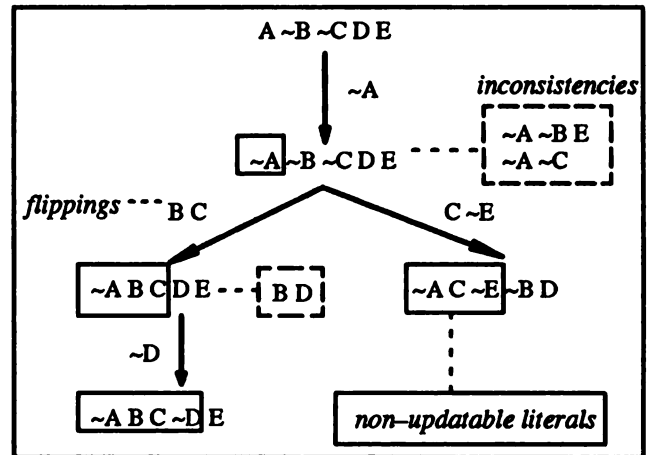 A ~B ~C D E
~A
inconsistencies
~A ~B E
~A ~C
~A ~B ~C D E
flippings
B C
C ~E
~A B C D E
B D
~A C ~E ~B D
~D
~A B C ~D E
non–updatable literals